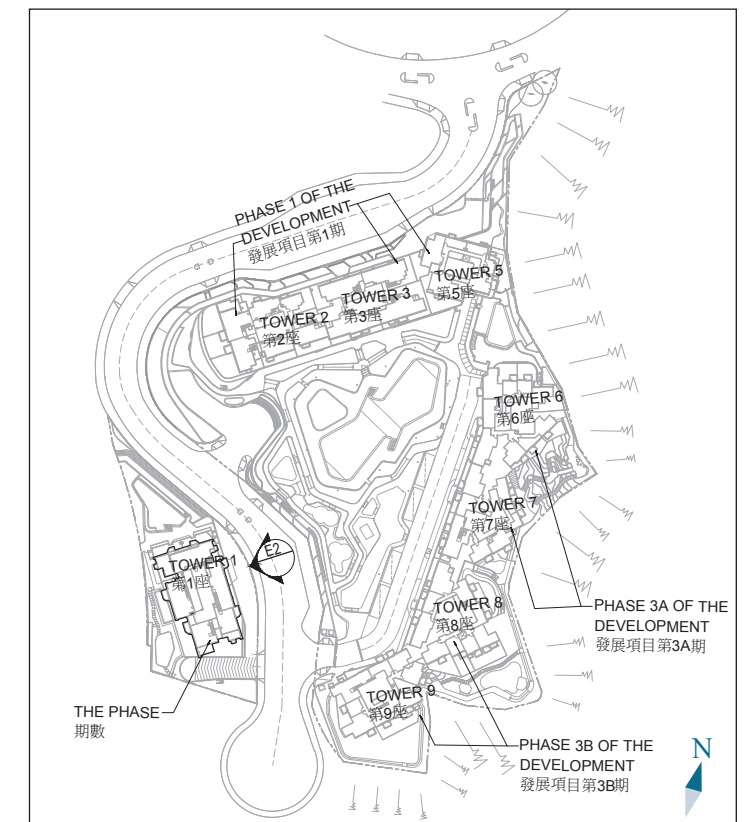 PHASE 1 OF THE
DEVELOPMENT
發展項目第1期
TOWER 5
第5座
TOWER 3
第3座
TOWER 2
第2座
TOWER 6
第6座
TOWER 7
第7座
E2
TOWER 1
第1座
TOWER 8
第8座
PHASE 3A OF THE
DEVELOPMENT
發展項目第3A期
TOWER 9
第9座
THE PHASE
期數
PHASE 3B OF THE
DEVELOPMENT
發展項目第3B期
N